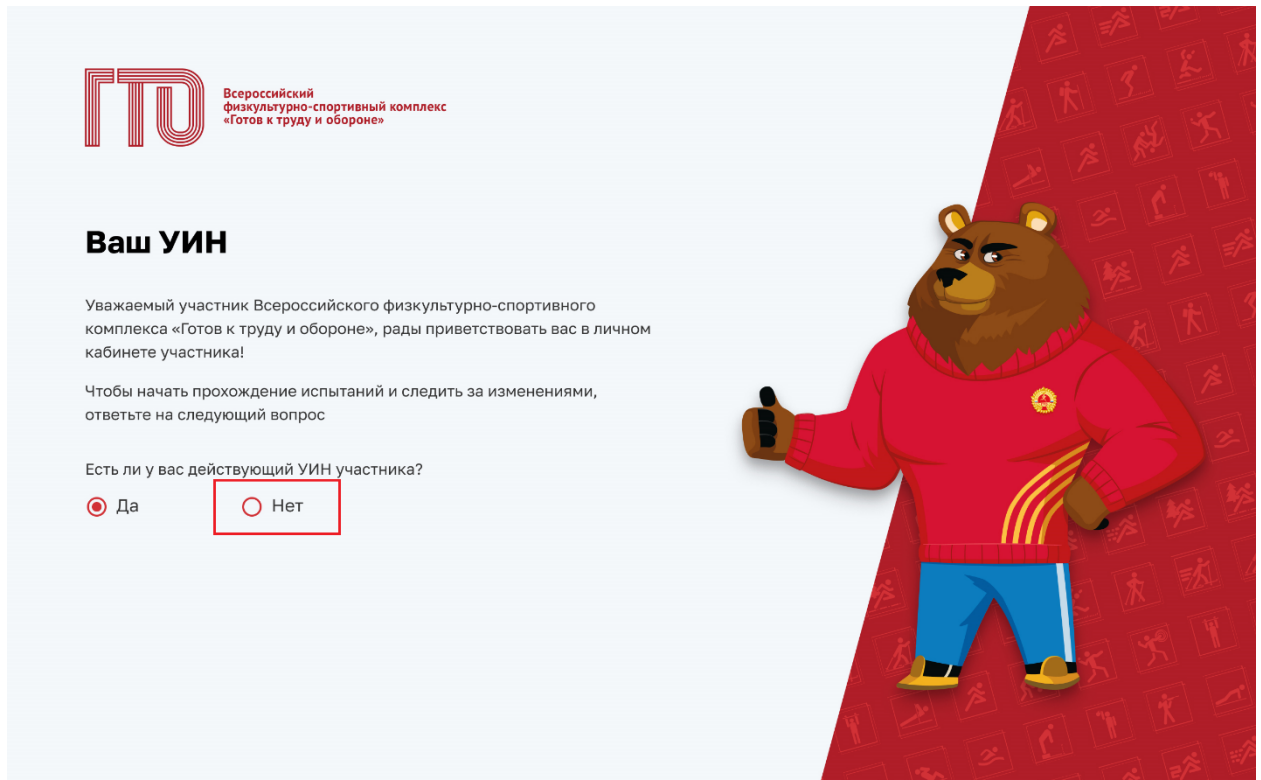 ГТО
Всероссийский
физкультурно-спортивный комплекс
«Готов к труду и обороне»
Ваш УИН
Уважаемый участник Всероссийского физкультурно-спортивного
комплекса «Готов к труду и обороне», рады приветствовать вас в личном
кабинете участника!
Чтобы начать прохождение испытаний и следить за изменениями,
ответьте на следующий вопрос
Есть ли у вас действующий УИН участника?
Да Нет